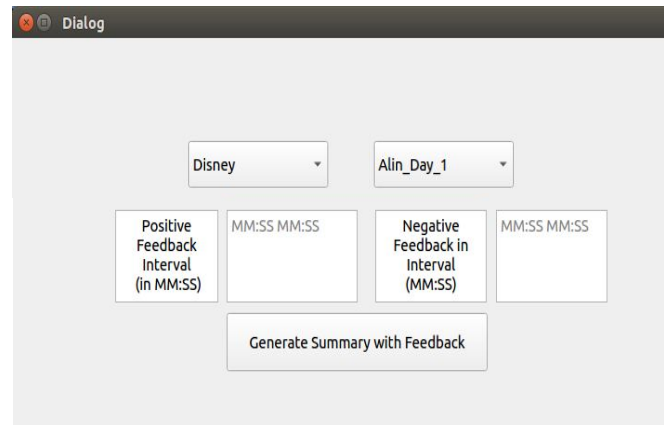 Dialog
Disney
Alin_Day_1
Positive
Feedback
Interval
(in MM:SS)
MM:SS MM:SS
Negative
Feedback in
Interval
(MM:SS)
MM:SS MM:SS
Generate Summary with Feedback